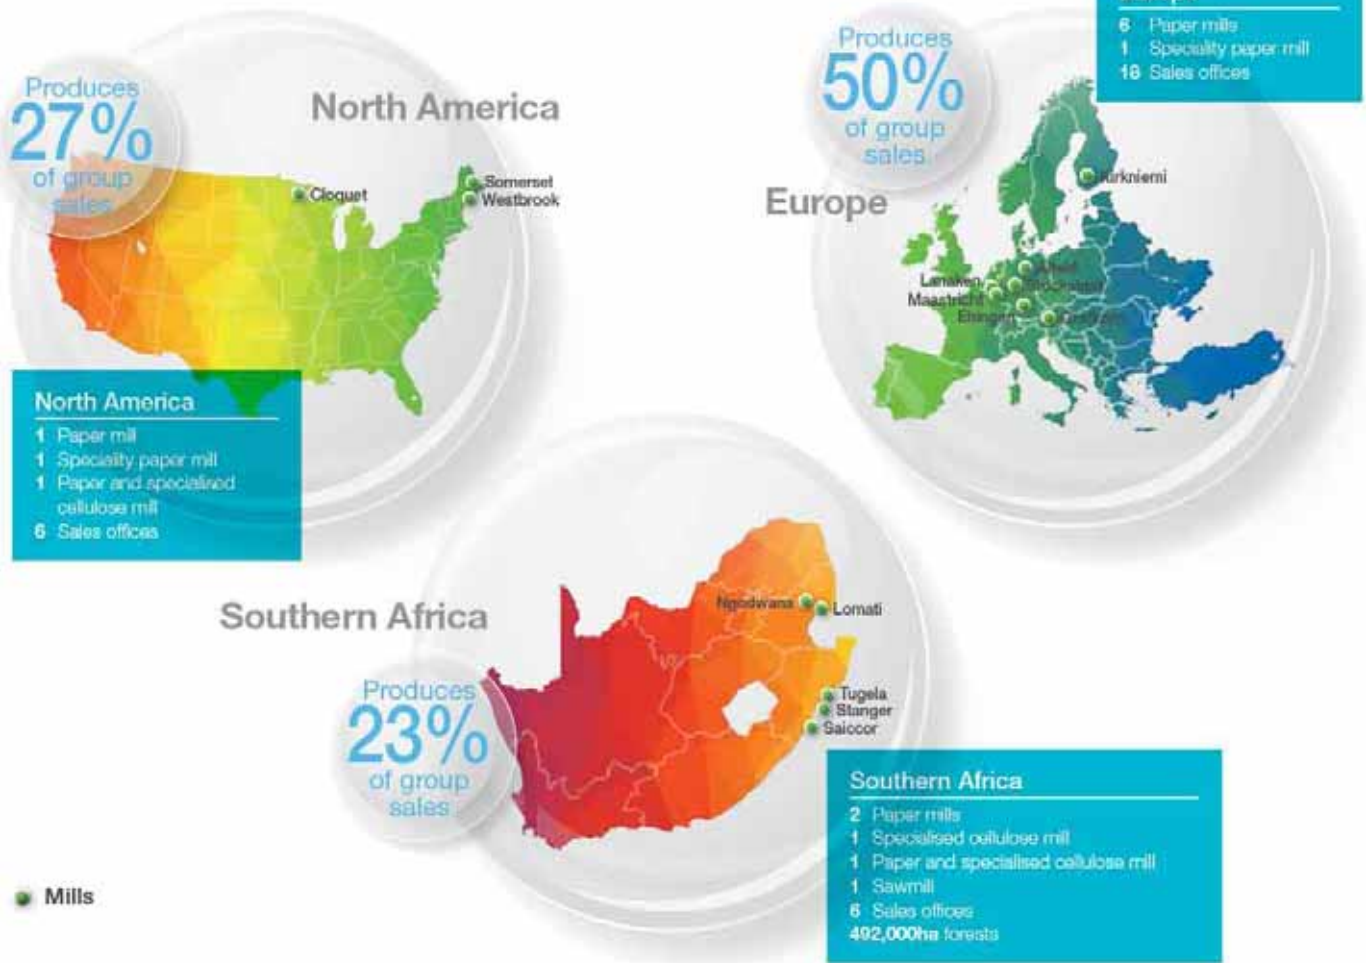 Produces
27%
of group
sales
North America
Cloquet
Somerset
Westbrook
North America
1 Paper mill
1 Speciality paper mill
1 Paper and specialised
cellulose mill
6 Sales offices
Produces
50%
of group
sales
Europe
6 Paper mills
1 Speciality paper mill
18 Sales offices
Lanaken
Maastricht
Ehingen
Southern Africa
Produces
23%
of group
sales
Ngodwana
Lomati
Tugela
Stanger
Saiccor
Southern Africa
2 Paper mills
1 Specialised cellulose mill
1 Paper and specialised cellulose mill
1 Sawmill
6 Sales offices
492,000ha forests
Mills